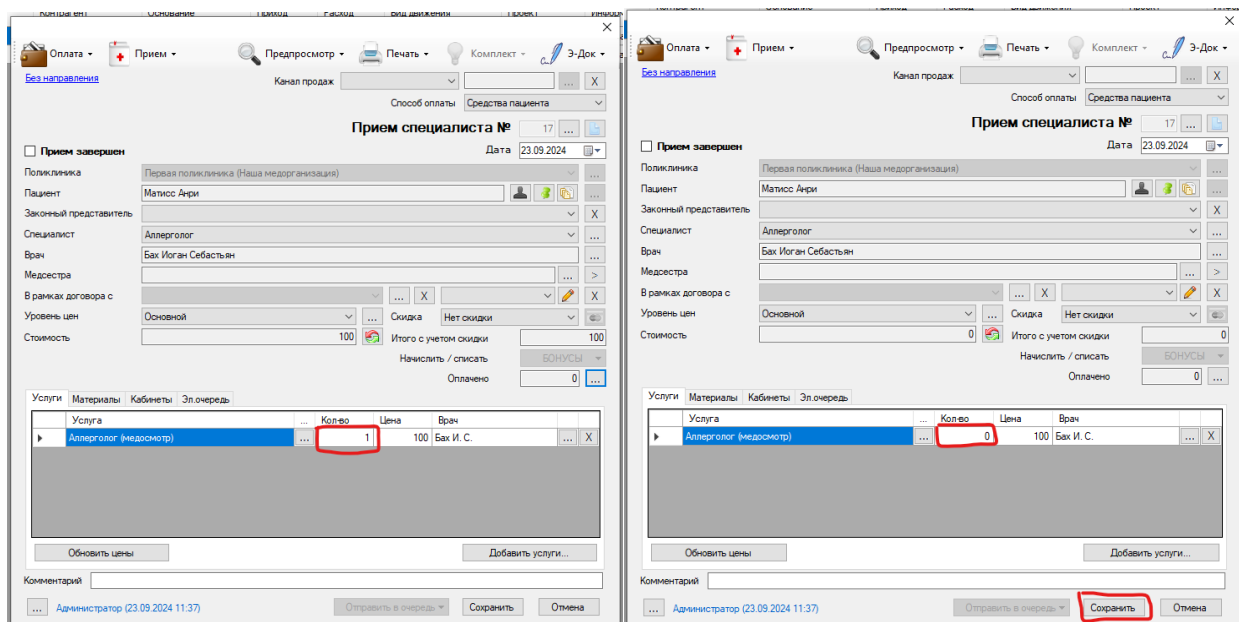 Контрагент Основание Приход Расход Вид движения Проект
Оплата Прием Предпросмотр Печать Комплект Э-Док
Без направления
Канал продаж ... X
Способ оплаты Средства пациента
Прием специалиста № 17 ...
Прием завершен Дата 23.09.2024
Поликлиника Первая поликлиника (Наша медорганизация) ...
Пациент Матисс Анри ...
Законный представитель X
Специалист Аллерголог ...
Врач Бах Иоган Себастьян ...
Медсестра ... >
В рамках договора с ... X X
Уровень цен Основной ... Скидка Нет скидки
Стоимость 100 Итого с учетом скидки 100
Начислить / списать БОНУСЫ
Оплачено 0 ...
Услуги Материалы Кабинеты Эл.очередь
Услуга ... Кол-во Цена Врач
Аллерголог (медосмотр) ... 1 100 Бах И. С. ... X
Обновить цены Добавить услуги...
Комментарий
... Администратор (23.09.2024 11:37) Отправить в очередь Сохранить Отмена
Оплата Прием Предпросмотр Печать Комплект Э-Док
Без направления
Канал продаж ... X
Способ оплаты Средства пациента
Прием специалиста № 17 ...
Прием завершен Дата 23.09.2024
Поликлиника Первая поликлиника (Наша медорганизация) ...
Пациент Матисс Анри ...
Законный представитель X
Специалист Аллерголог ...
Врач Бах Иоган Себастьян ...
Медсестра ... >
В рамках договора с ... X X
Уровень цен Основной ... Скидка Нет скидки
Стоимость 0 Итого с учетом скидки 0
Начислить / списать БОНУСЫ
Оплачено 0 ...
Услуги Материалы Кабинеты Эл.очередь
Услуга ... Кол-во Цена Врач
Аллерголог (медосмотр) ... 0 100 Бах И. С. ... X
Обновить цены Добавить услуги...
Комментарий
... Администратор (23.09.2024 11:37) Отправить в очередь Сохранить Отмена